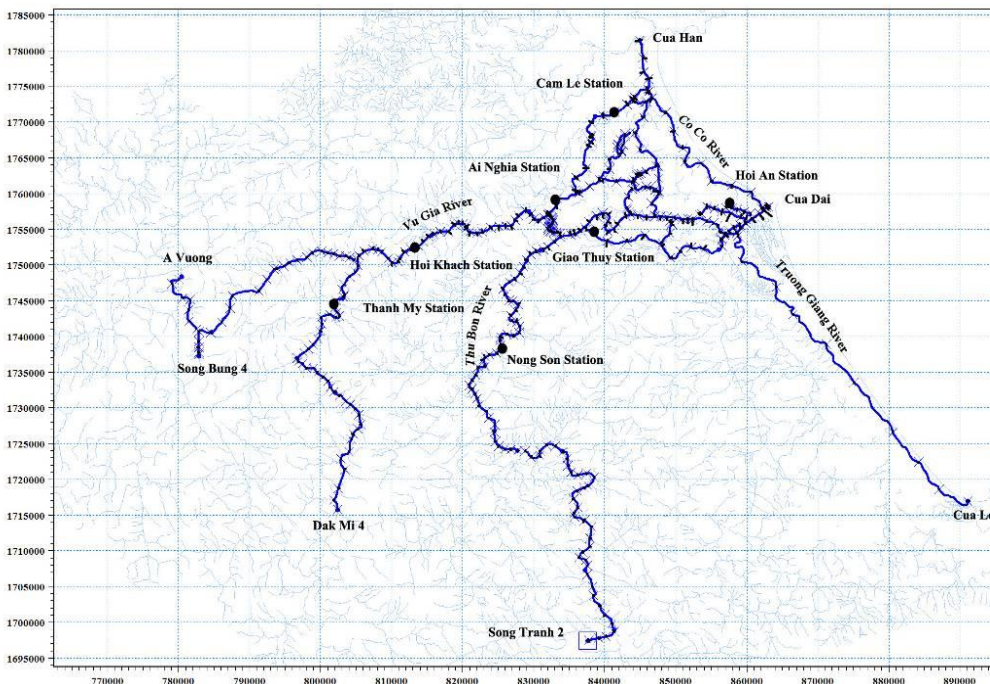 1785000
1780000
1775000
1770000
1765000
1760000
1755000
1750000
1745000
1740000
1735000
1730000
1725000
1720000
1715000
1710000
1705000
1700000
1695000
Cua Han
Cam Le Station
Co Co River
Ai Nghia Station
Hoi An Station
Cua Dai
Vu Gia River
A Vuong
Hoi Khach Station
Giao Thuy Station
Truong Giang River
Thanh My Station
Thu Bon River
Nong Son Station
Song Bung 4
Dak Mi 4
Cua Lo
Song Tranh 2
770000 780000 790000 800000 810000 820000 830000 840000 850000 860000 870000 880000 890000